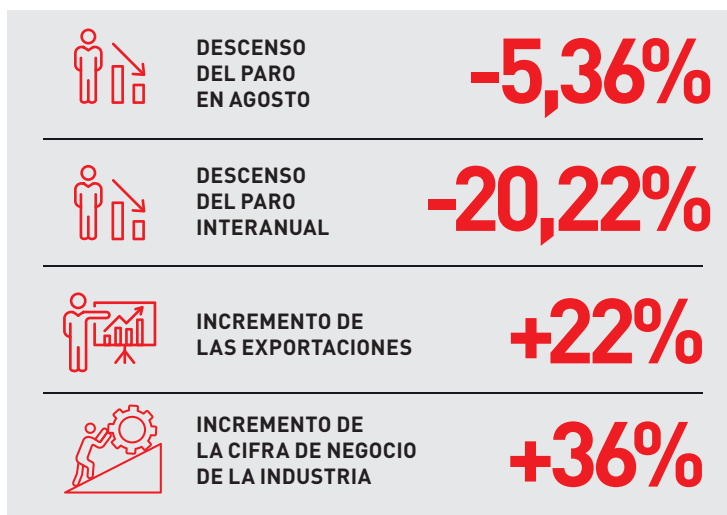 DESCENSO
DEL PARO
EN AGOSTO
-5,36%
DESCENSO
DEL PARO
INTERANUAL
-20,22%
INCREMENTO DE
LAS EXPORTACIONES
+22%
INCREMENTO DE
LA CIFRA DE NEGOCIO
DE LA INDUSTRIA
+36%